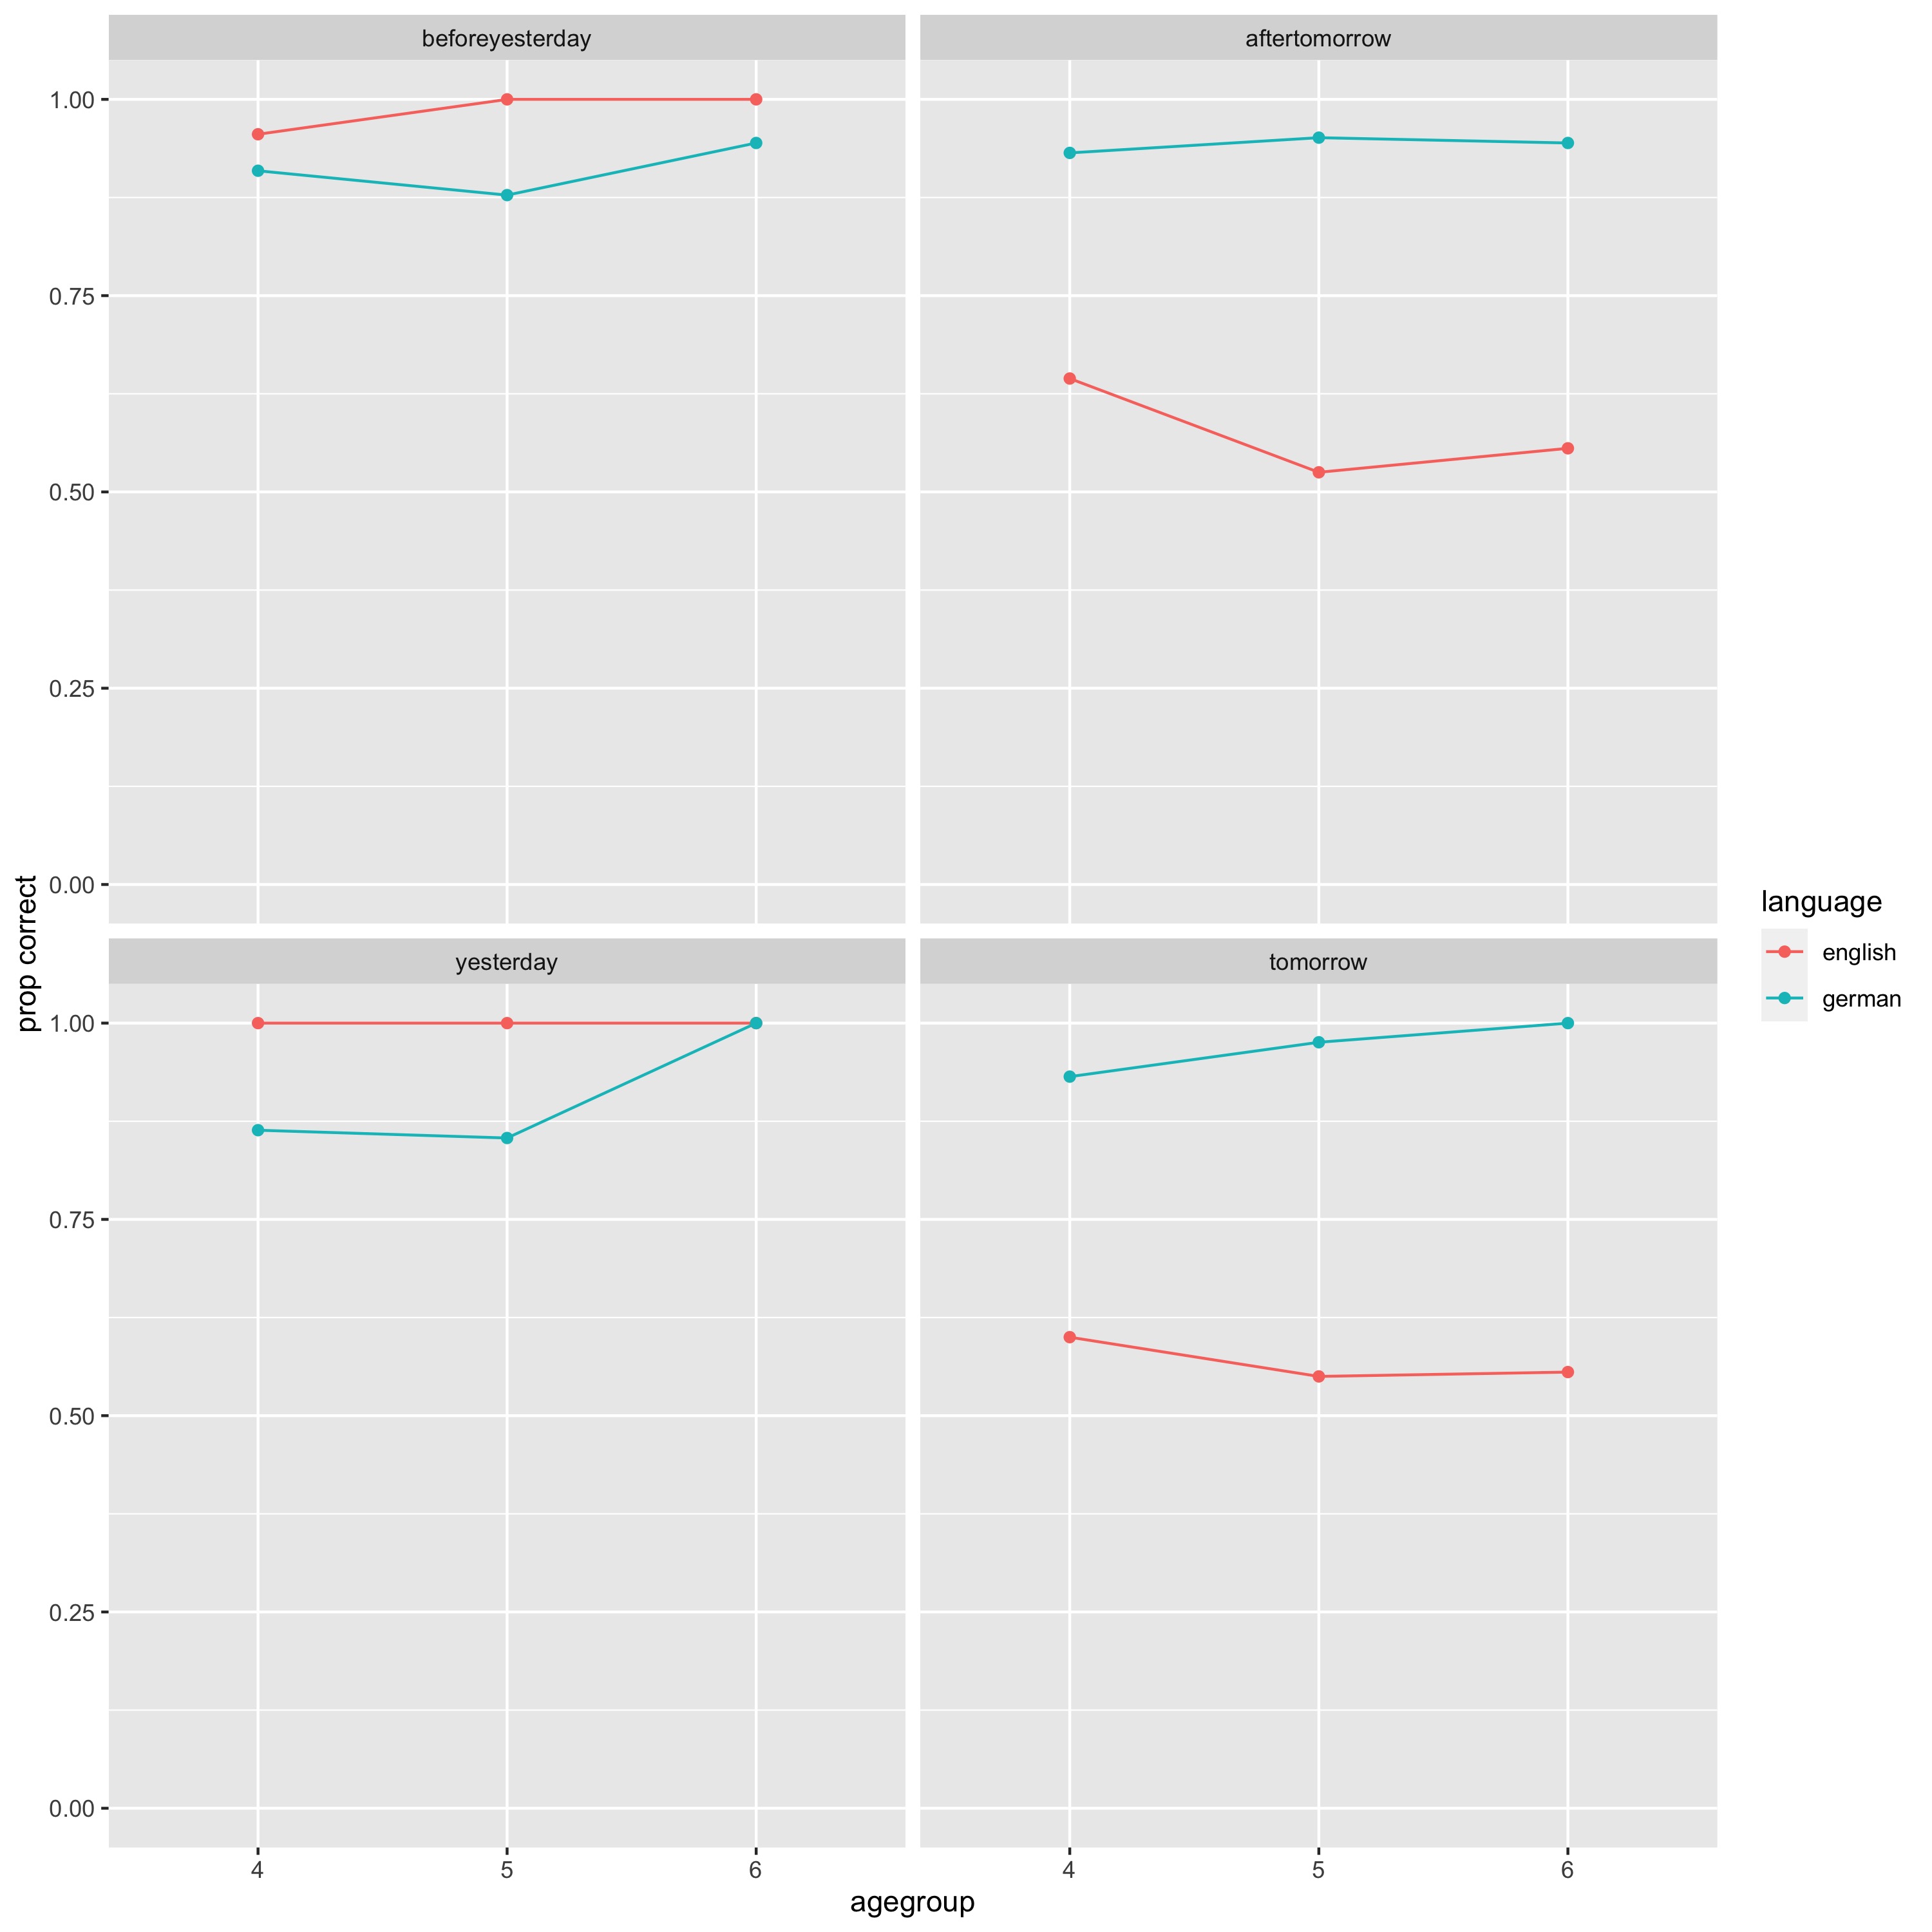 beforeyesterday
aftertomorrow
1.00
0.75
0.50
0.25
0.00
yesterday
tomorrow
1.00
0.75
0.50
0.25
0.00
4
5
6
4
5
6
agegroup
prop correct
language
english
german